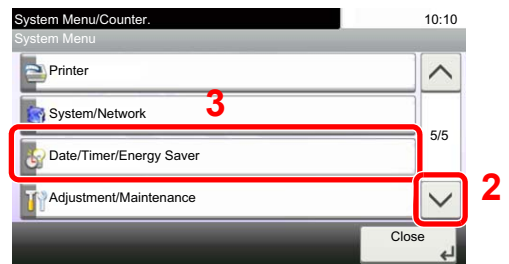 System Menu/Counter. 10:10
System Menu
Printer
System/Network 3
5/5
Date/Timer/Energy Saver
Adjustment/Maintenance 2
Close